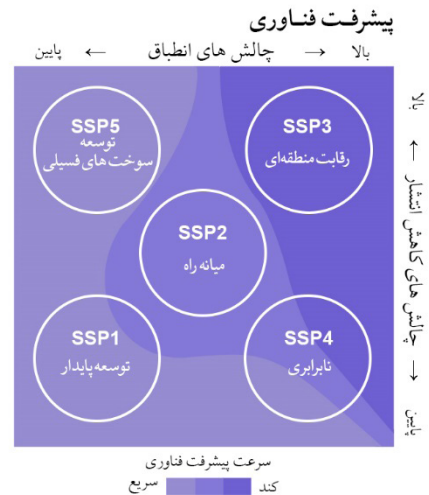 پیشرفت فناوری
بالا → چالش های انطباق ← پایین
بالا ← چالش های کاهش انتشار → پایین
SSP5
توسعه
سوخت های فسیلی
SSP3
رقابت منطقه‌ای
SSP2
میانه راه
SSP1
توسعه پایدار
SSP4
نابرابری
سرعت پیشرفت فناوری
کند سریع